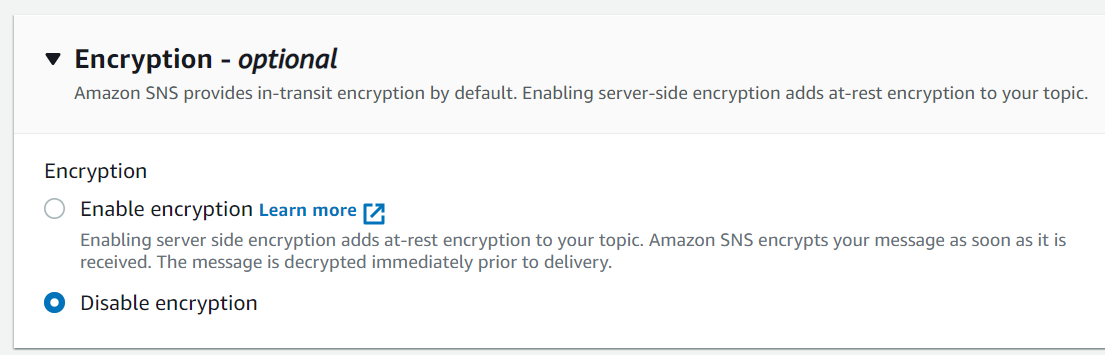 Encryption - optional
Amazon SNS provides in-transit encryption by default. Enabling server-side encryption adds at-rest encryption to your topic.
Encryption
Enable encryption Learn more
Enabling server side encryption adds at-rest encryption to your topic. Amazon SNS encrypts your message as soon as it is
received. The message is decrypted immediately prior to delivery.
Disable encryption